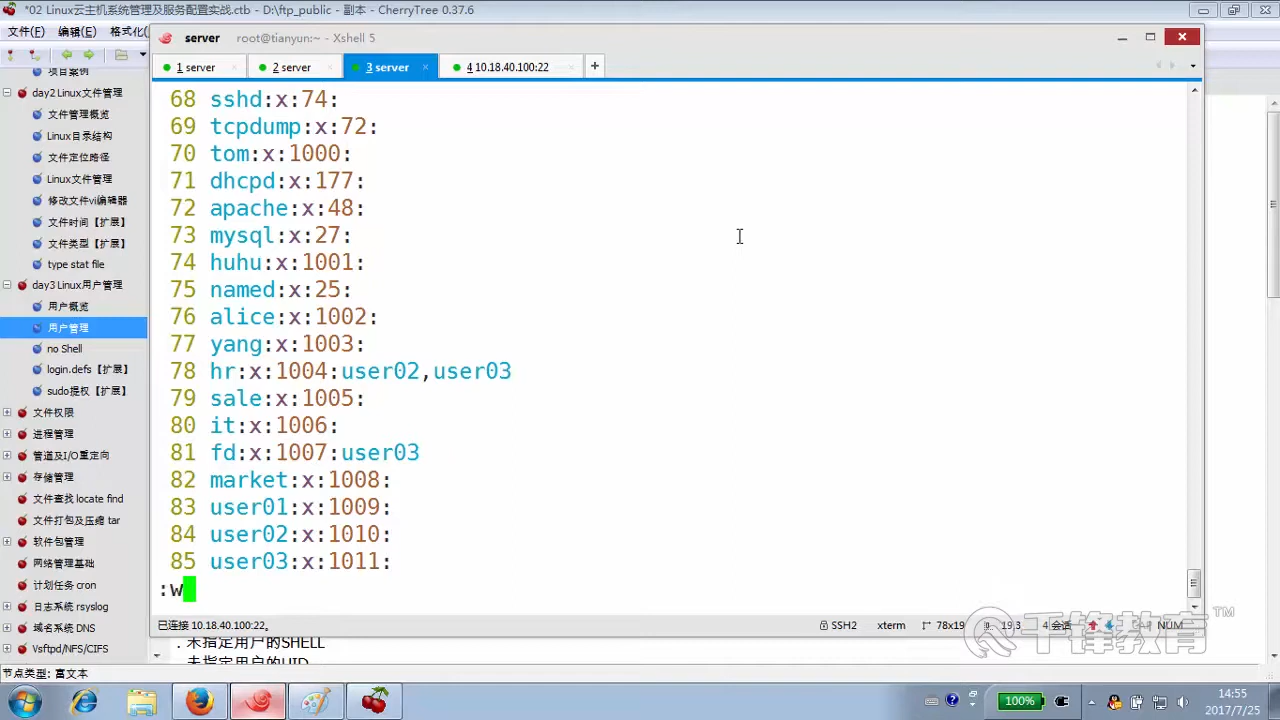 *02 Linux云主机系统管理及服务配置实战.ctb - D:\ftp_public - 副本 - CherryTree 0.37.6
文件(F) 编辑(E) 格式化(
server root@tianyun:~ - Xshell 5
1 server × 2 server × 3 server × 4 10.18.40.100:22 × +
项目案例
day2 Linux文件管理
文件管理概览
Linux目录结构
文件定位路径
Linux文件管理
修改文件vi编辑器
文件时间【扩展】
文件类型【扩展】
type stat file
day3 Linux用户管理
用户概览
用户管理
no Shell
login.defs【扩展】
sudo提权【扩展】
文件权限
进程管理
管道及I/O重定向
存储管理
文件查找 locate find
文件打包及压缩 tar
软件包管理
网络管理基础
计划任务 cron
日志系统 rsyslog
域名系统 DNS
Vsftpd/NFS/CIFS
68 sshd:x:74:
69 tcpdump:x:72:
70 tom:x:1000:
71 dhcpd:x:177:
72 apache:x:48:
73 mysql:x:27:
74 huhu:x:1001:
75 named:x:25:
76 alice:x:1002:
77 yang:x:1003:
78 hr:x:1004:user02,user03
79 sale:x:1005:
80 it:x:1006:
81 fd:x:1007:user03
82 market:x:1008:
83 user01:x:1009:
84 user02:x:1010:
85 user03:x:1011:
:w
已连接 10.18.40.100:22。 SSH2 xterm 78x19 19,3 4 会话 NUM
千锋教育 TM
. 未指定用户的SHELL
未指定用户的UID
节点类型: 富文本
100%
14:55
2017/7/25